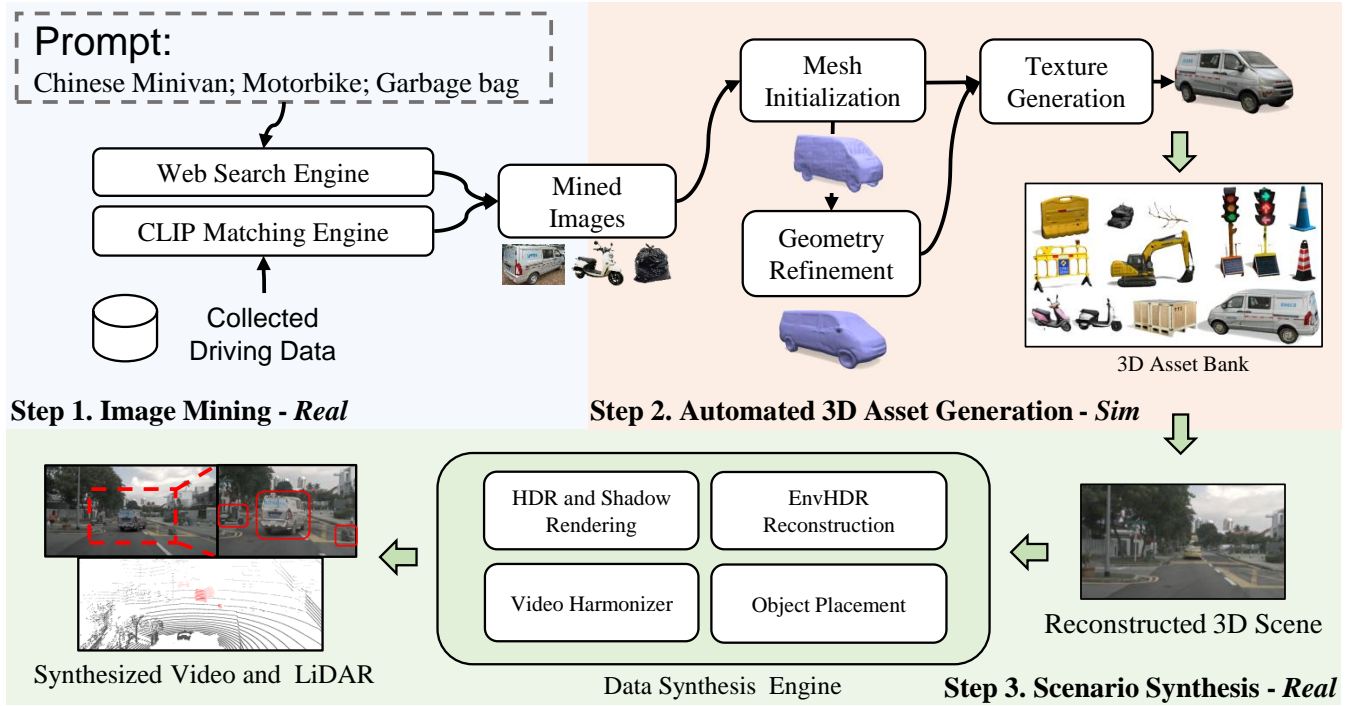 Prompt:
Chinese Minivan; Motorbike; Garbage bag
Web Search Engine
CLIP Matching Engine
Collected
Driving Data
Mined
Images
Step 1. Image Mining - Real
Mesh
Initialization
Geometry
Refinement
Texture
Generation
3D Asset Bank
Step 2. Automated 3D Asset Generation - Sim
Reconstructed 3D Scene
HDR and Shadow
Rendering
EnvHDR
Reconstruction
Video Harmonizer
Object Placement
Data Synthesis Engine
Synthesized Video and LiDAR
Step 3. Scenario Synthesis - Real